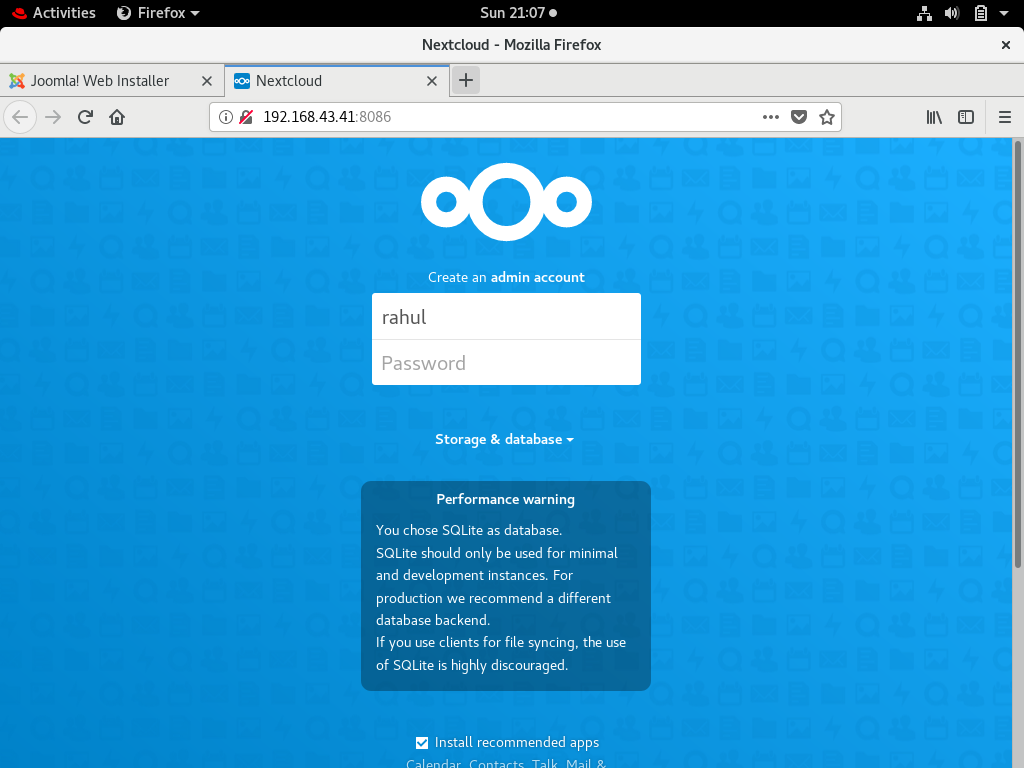 Activities Firefox Sun 21:07
Nextcloud - Mozilla Firefox
Joomla! Web Installer Nextcloud
192.168.43.41:8086
Create an admin account
rahul
Password
Storage & database
Performance warning
You chose SQLite as database.
SQLite should only be used for minimal
and development instances. For
production we recommend a different
database backend.
If you use clients for file syncing, the use
of SQLite is highly discouraged.
Install recommended apps
Calendar, Contacts, Talk, Mail &